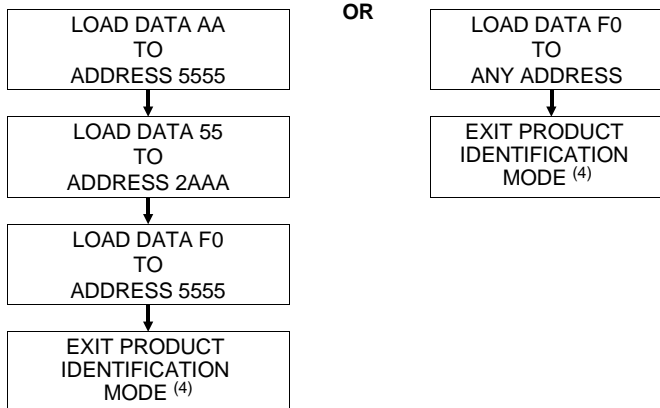 LOAD DATA AA
TO
ADDRESS 5555
LOAD DATA 55
TO
ADDRESS 2AAA
LOAD DATA F0
TO
ADDRESS 5555
EXIT PRODUCT
IDENTIFICATION
MODE (4)
OR
LOAD DATA F0
TO
ANY ADDRESS
EXIT PRODUCT
IDENTIFICATION
MODE (4)